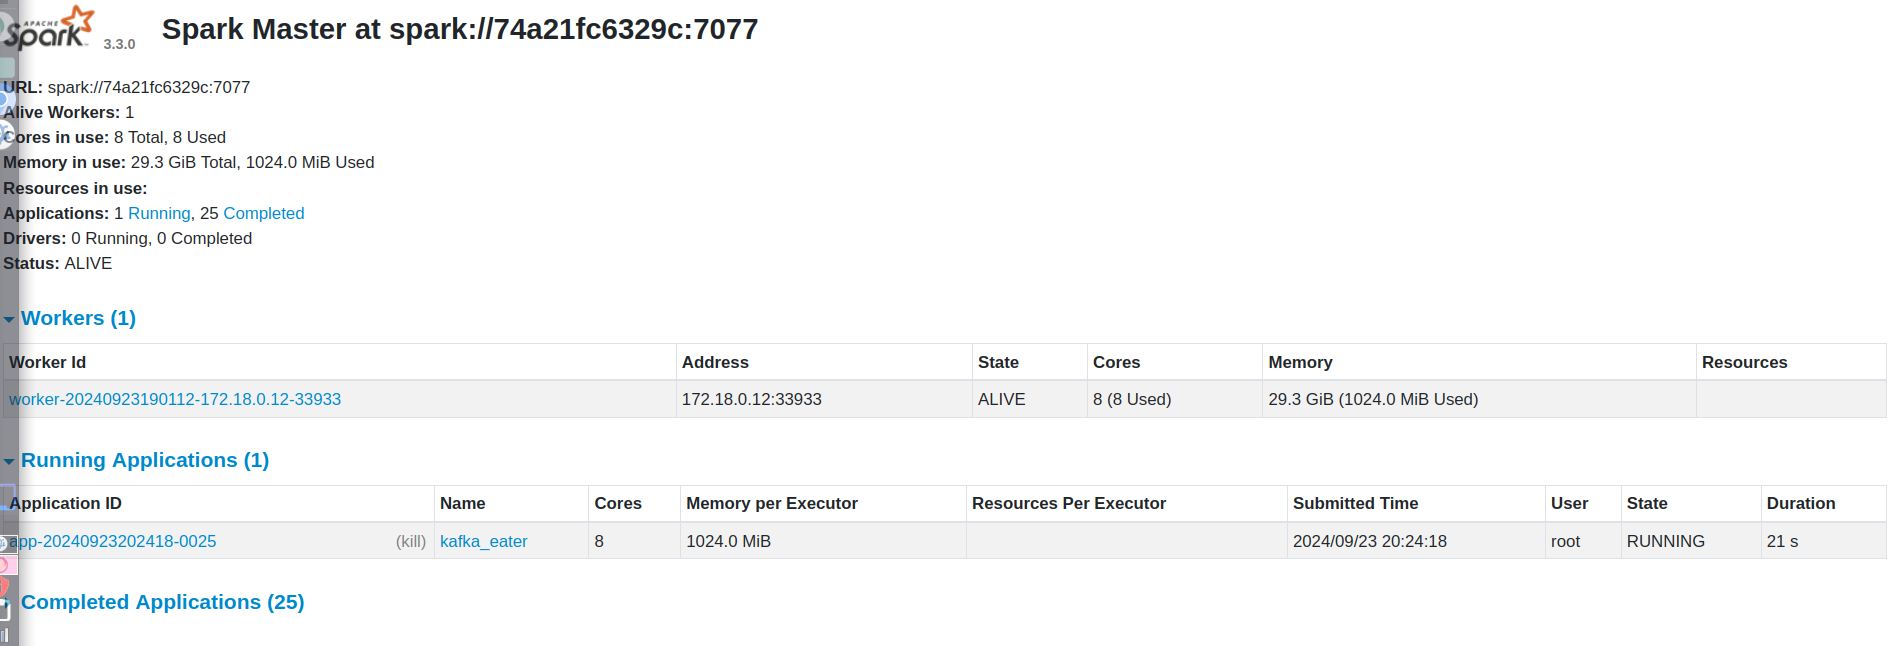 APACHE
Spark 3.3.0 Spark Master at spark://74a21fc6329c:7077
URL: spark://74a21fc6329c:7077
Alive Workers: 1
Cores in use: 8 Total, 8 Used
Memory in use: 29.3 GiB Total, 1024.0 MiB Used
Resources in use:
Applications: 1 Running, 25 Completed
Drivers: 0 Running, 0 Completed
Status: ALIVE
Workers (1)
Worker Id Address State Cores Memory Resources
worker-20240923190112-172.18.0.12-33933 172.18.0.12:33933 ALIVE 8 (8 Used) 29.3 GiB (1024.0 MiB Used)
Running Applications (1)
Application ID Name Cores Memory per Executor Resources Per Executor Submitted Time User State Duration
app-20240923202418-0025 (kill) kafka_eater 8 1024.0 MiB 2024/09/23 20:24:18 root RUNNING 21 s
Completed Applications (25)